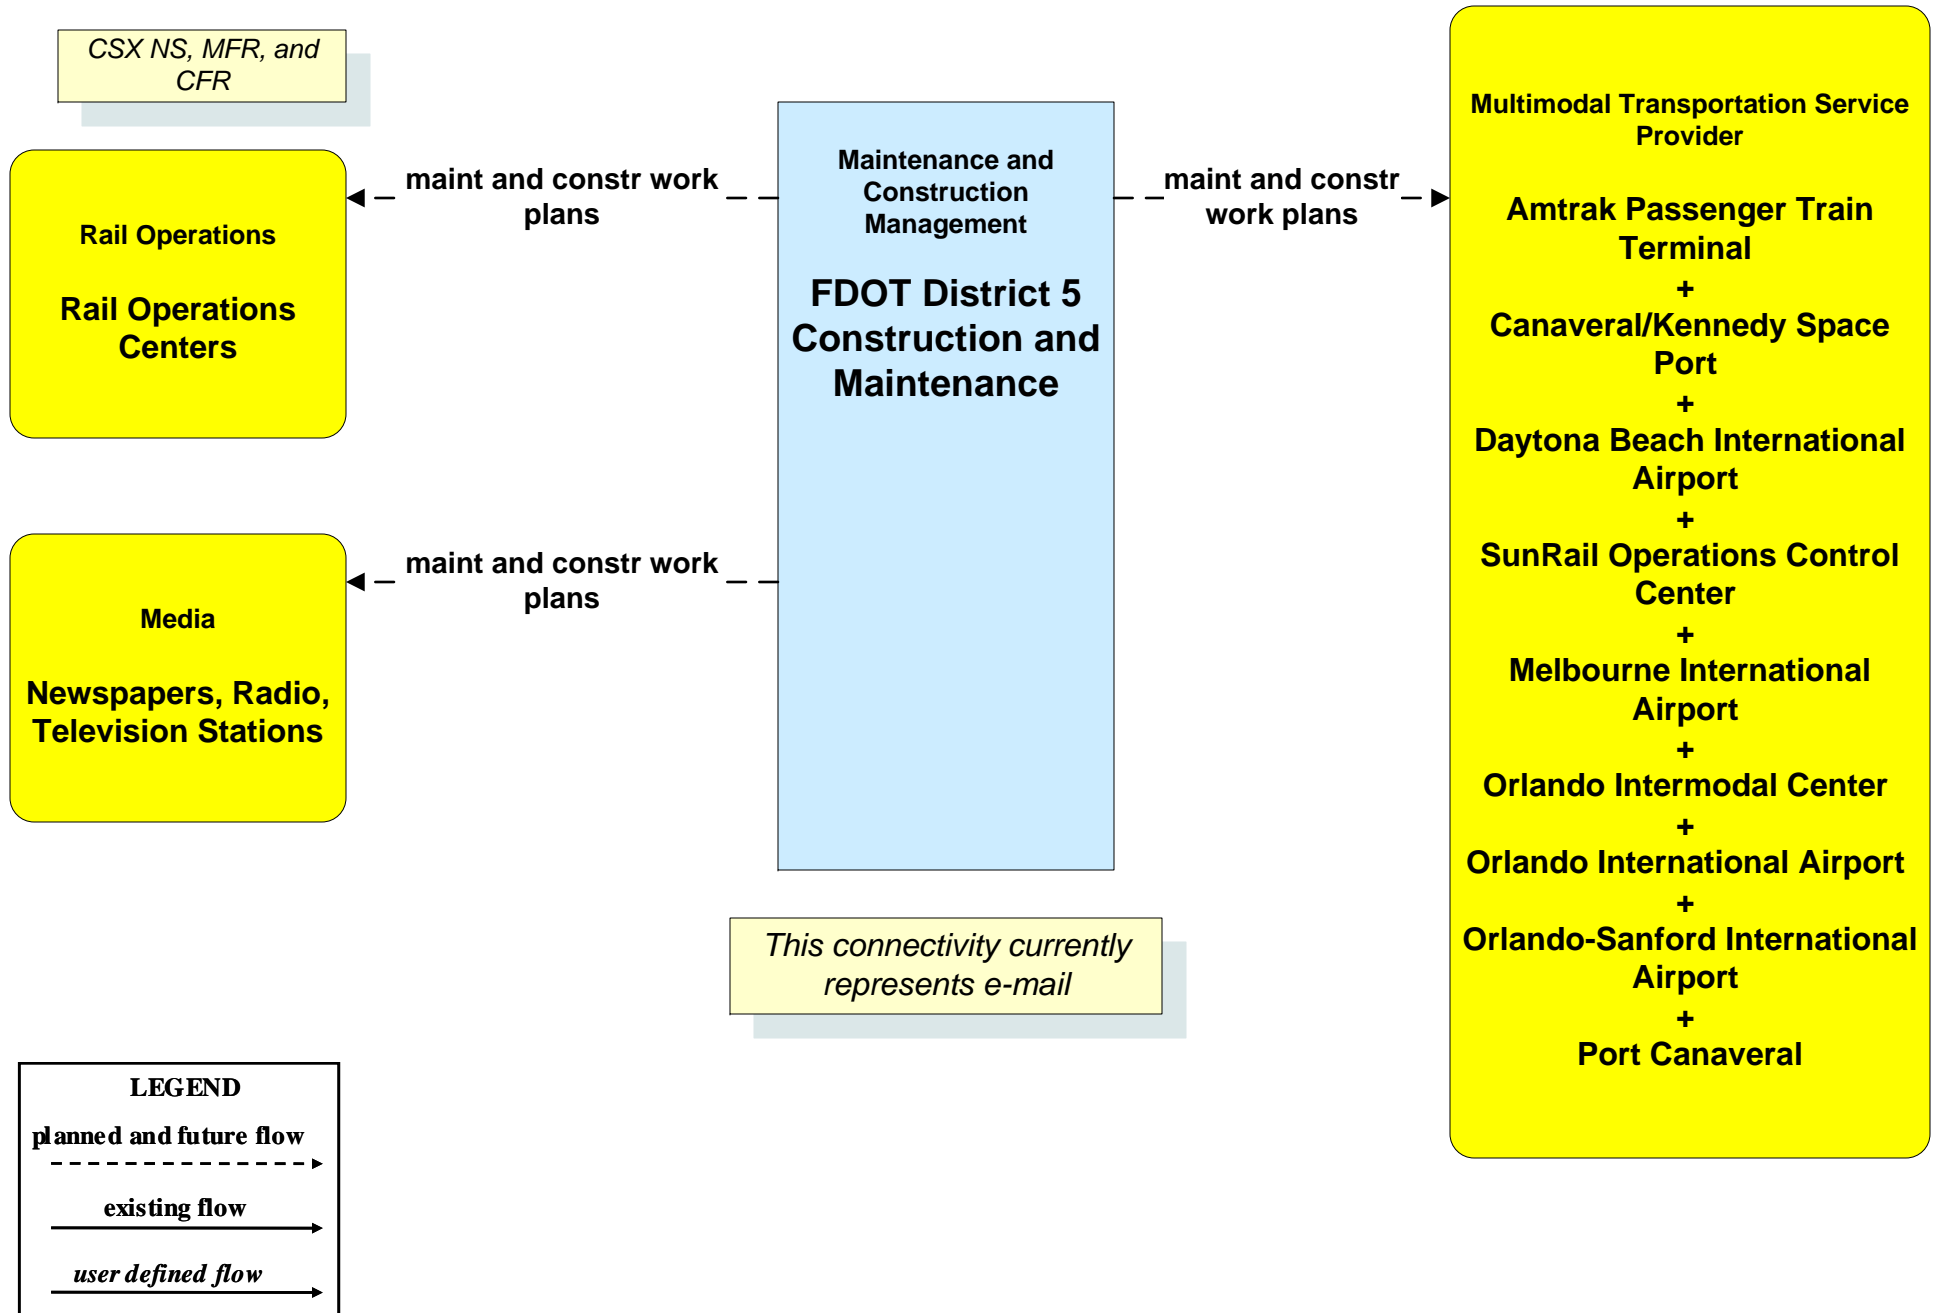 CSX NS, MFR, and
CFR
Rail Operations
Rail Operations
Centers
maint and constr work
plans
Media
Newspapers, Radio,
Television Stations
maint and constr work
plans
Maintenance and
Construction
Management
FDOT District 5
Construction and
Maintenance
This connectivity currently
represents e-mail
maint and constr
work plans
Multimodal Transportation Service
Provider
Amtrak Passenger Train
Terminal
+
Canaveral/Kennedy Space
Port
+
Daytona Beach International
Airport
+
SunRail Operations Control
Center
+
Melbourne International
Airport
+
Orlando Intermodal Center
+
Orlando International Airport
+
Orlando-Sanford International
Airport
+
Port Canaveral
LEGEND
planned and future flow
existing flow
user defined flow